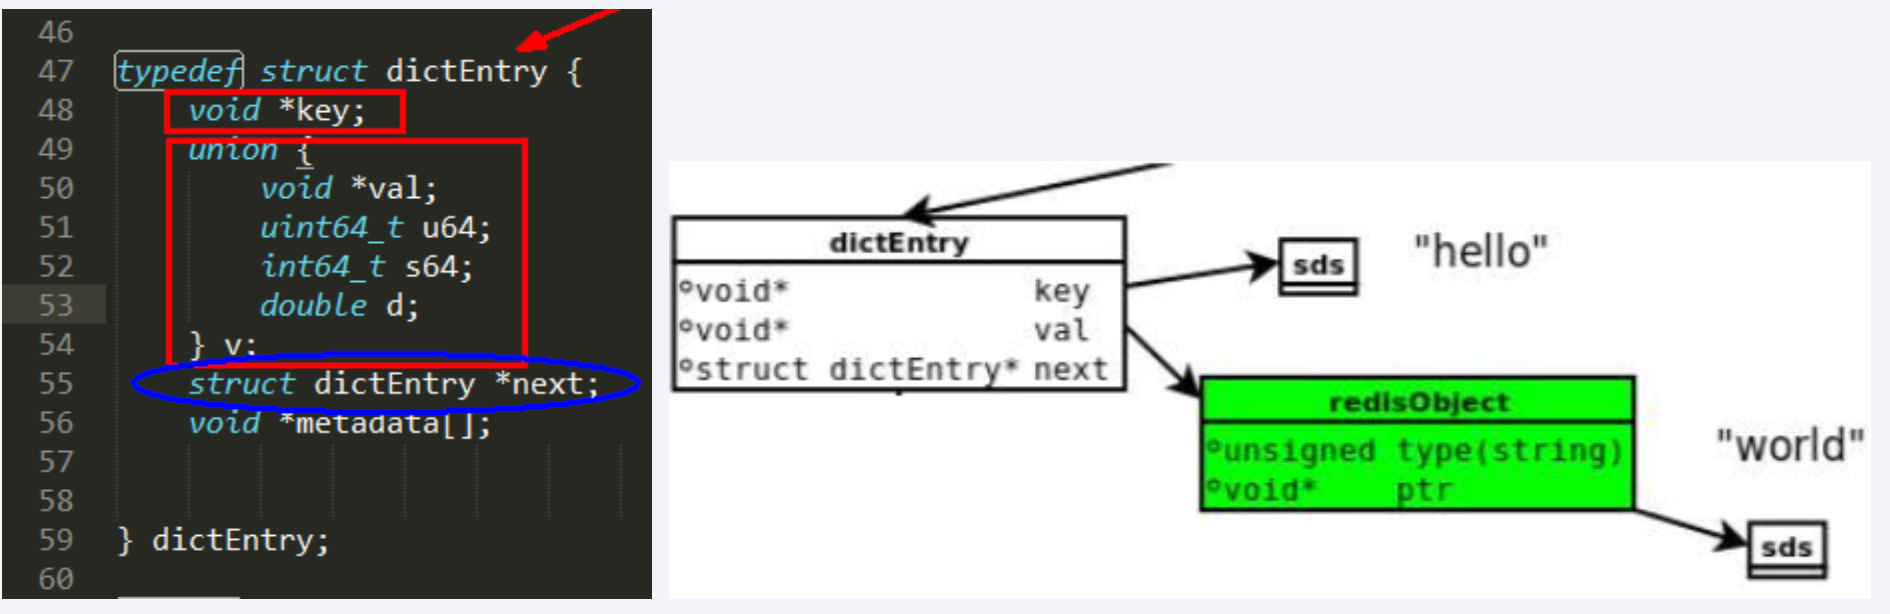 46
47 typedef struct dictEntry {
48 void *key;
49 union {
50 void *val;
51 uint64_t u64;
52 int64_t s64;
53 double d;
54 } v;
55 struct dictEntry *next;
56 void *metadata[];
57
58
59 } dictEntry;
60
dictEntry
void* key
void* val
struct dictEntry* next
sds
"hello"
redisObject
unsigned type(string)
void* ptr
"world"
sds